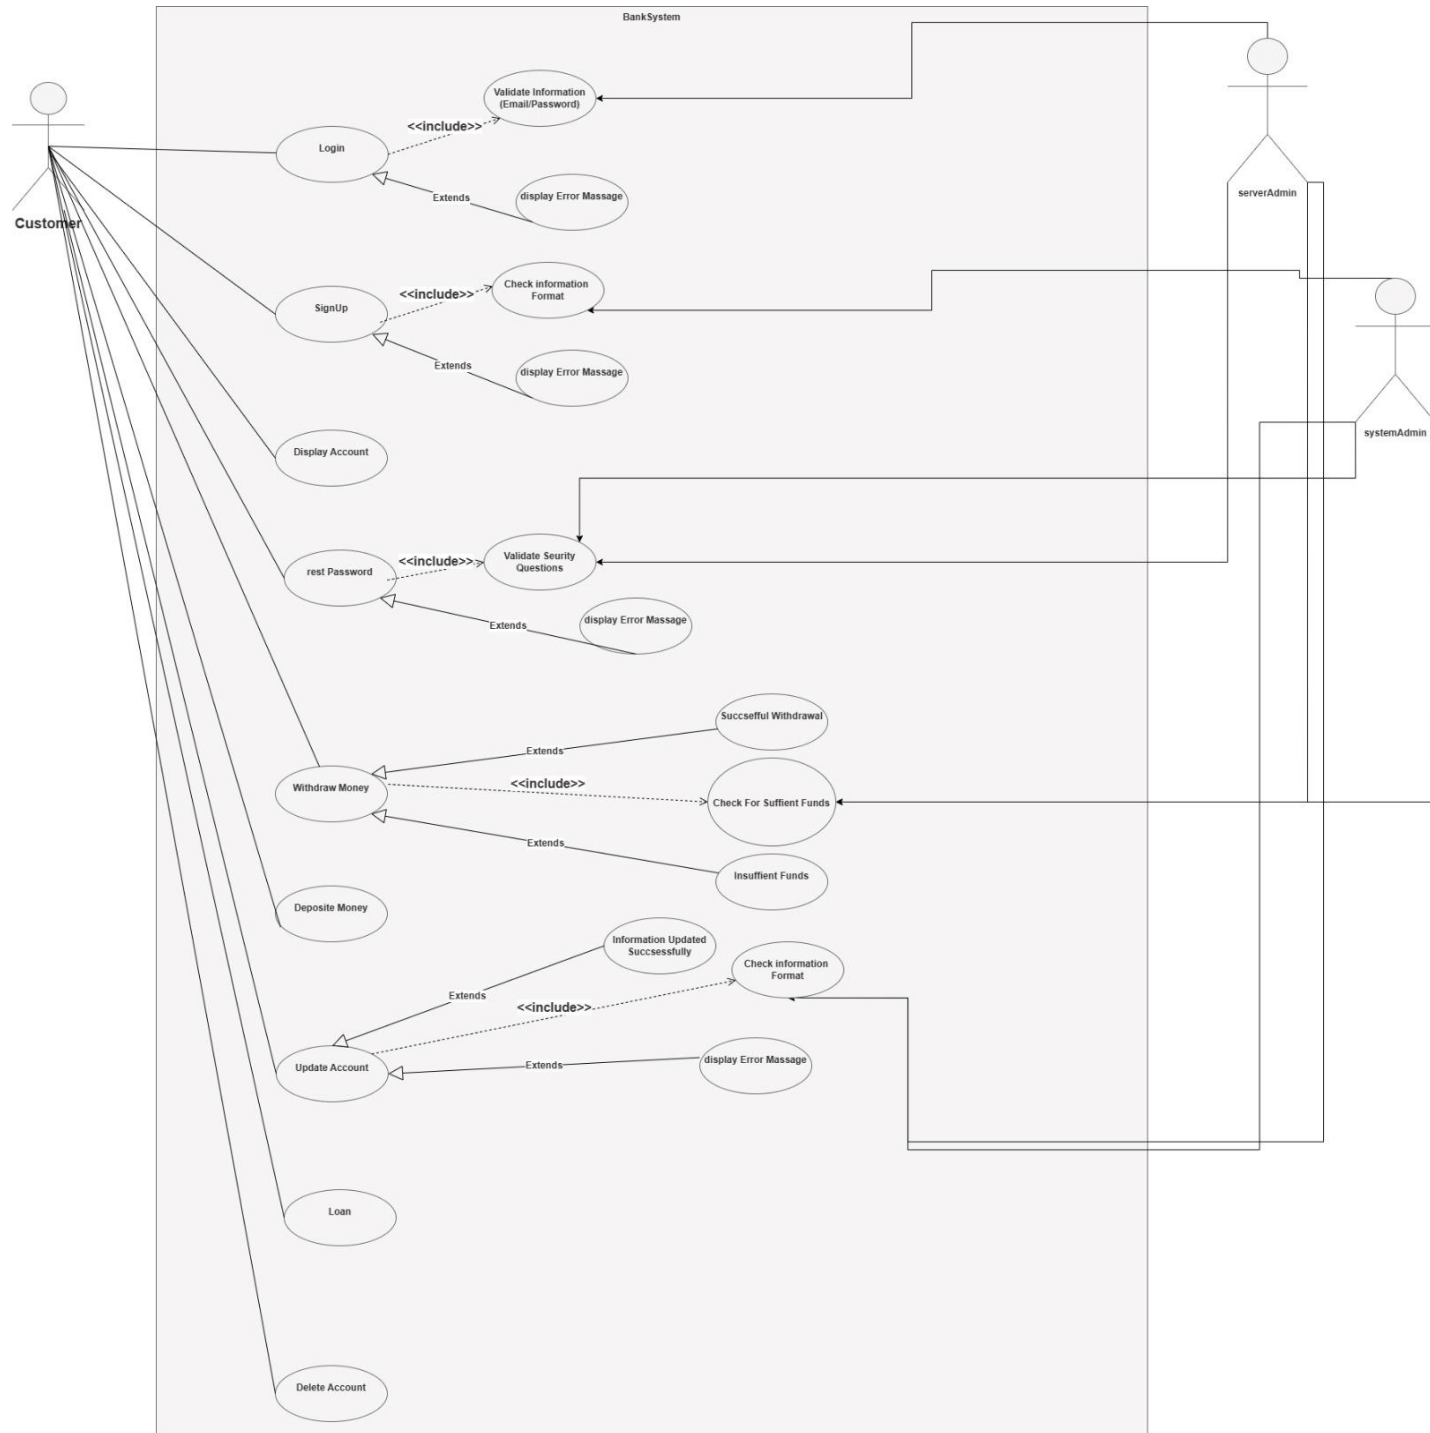 BankSystem
Validate Information
(Email/Password)
<<include>>
Login
display Error Massage
Extends
serverAdmin
Customer
Check information
Format
<<include>>
SignUp
Extends
display Error Massage
systemAdmin
Display Account
Validate Seurity
Questions
<<include>>
rest Password
display Error Massage
Extends
Succsefful Withdrawal
Extends
<<include>>
Withdraw Money
Check For Suffient Funds
Extends
Insuffient Funds
Deposite Money
Information Updated
Succsessfully
Check information
Format
Extends
<<include>>
Update Account
Extends
display Error Massage
Loan
Delete Account